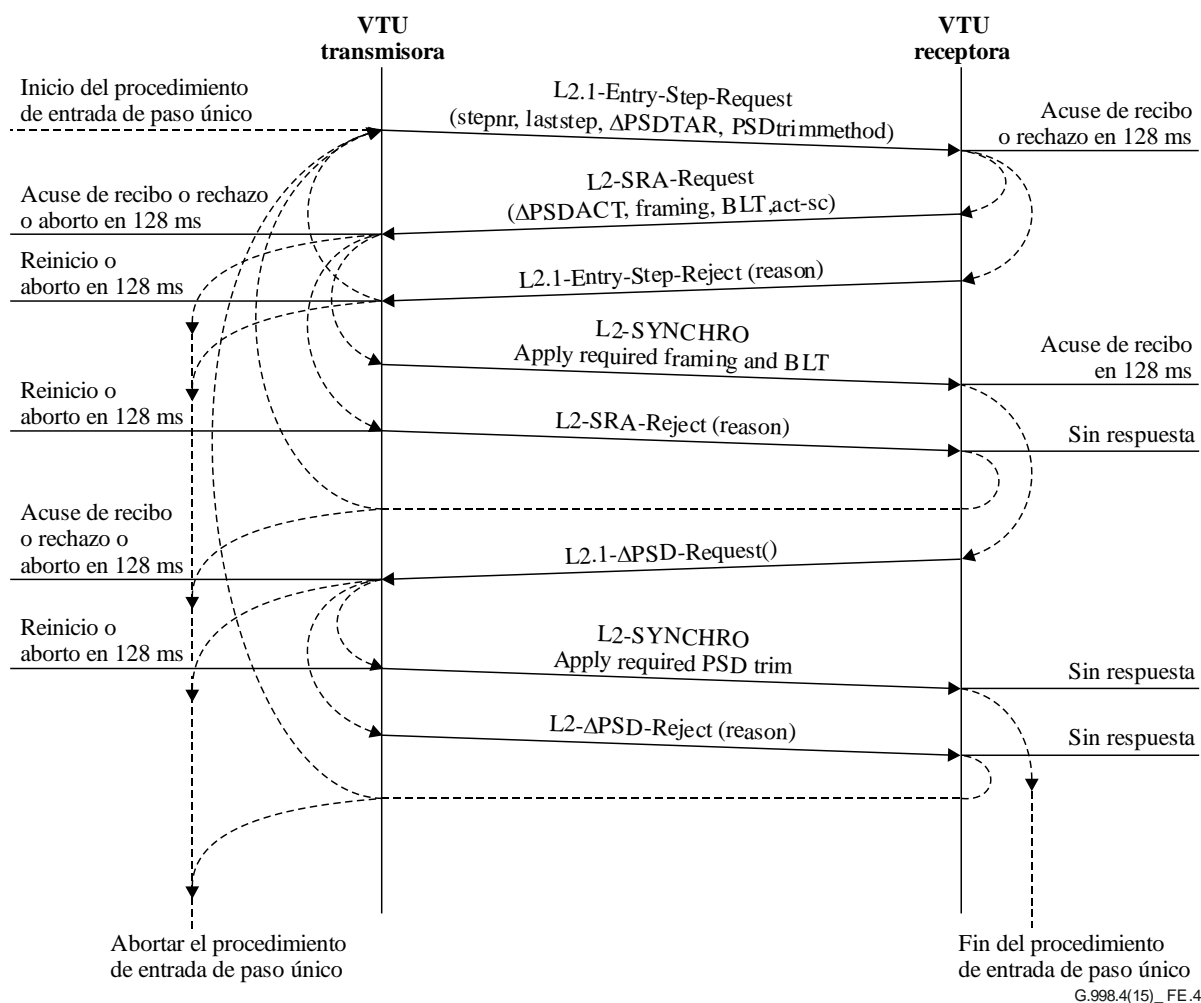 VTU
transmisora
VTU
receptora
Inicio del procedimiento
de entrada de paso único
L2.1-Entry-Step-Request
(stepnr, laststep, ΔPSDTAR, PSDtrimmethod)
Acuse de recibo
o rechazo en 128 ms
Acuse de recibo o rechazo
o aborto en 128 ms
L2-SRA-Request
(ΔPSDACT, framing, BLT,act-sc)
Reinicio o
aborto en 128 ms
L2.1-Entry-Step-Reject (reason)
L2-SYNCHRO
Apply required framing and BLT
Acuse de recibo
en 128 ms
Reinicio o
aborto en 128 ms
L2-SRA-Reject (reason)
Sin respuesta
Acuse de recibo
o rechazo o
aborto en 128 ms
L2.1-ΔPSD-Request()
Reinicio o
aborto en 128 ms
L2-SYNCHRO
Apply required PSD trim
Sin respuesta
L2-ΔPSD-Reject (reason)
Sin respuesta
Abortar el procedimiento
de entrada de paso único
Fin del procedimiento
de entrada de paso único
G.998.4(15)_FE.4